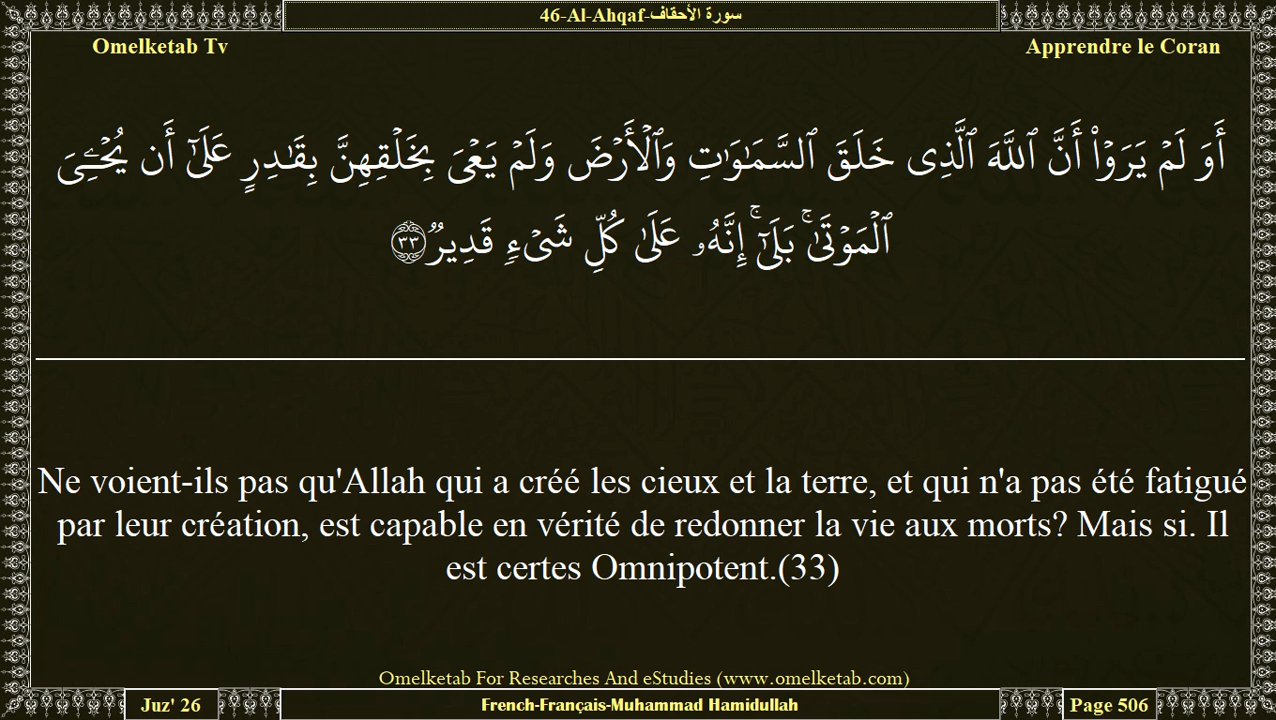 46-Al-Ahqaf-سورة الأحقاف
Omelketab Tv
Apprendre le Coran
أَوَ لَمۡ يَرَوۡاْ أَنَّ ٱللَّهَ ٱلَّذِى خَلَقَ ٱلسَّمَٰوَٰتِ وَٱلۡأَرۡضَ وَلَمۡ يَعۡىَ بِخَلۡقِهِنَّ بِقَٰدِرٍ عَلَىٰٓ أَن يُحۡـِۧىَ
ٱلۡمَوۡتَىٰۚ بَلَىٰٓۚ إِنَّهُۥ عَلَىٰ كُلِّ شَىۡءٍۢ قَدِيرٌۭ ٣٣
Ne voient-ils pas qu'Allah qui a créé les cieux et la terre, et qui n'a pas été fatigué
par leur création, est capable en vérité de redonner la vie aux morts? Mais si. Il
est certes Omnipotent.(33)
Omelketab For Researches And eStudies (www.omelketab.com)
Juz' 26
French-Français-Muhammad Hamidullah
Page 506